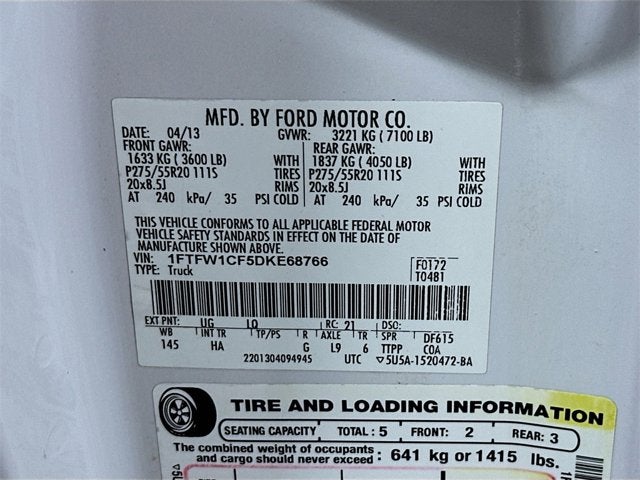 MFD. BY FORD MOTOR CO.
DATE: 04/13 GVWR: 3221 KG ( 7100 LB)
FRONT GAWR: REAR GAWR:
1633 KG ( 3600 LB) WITH 1837 KG ( 4050 LB) WITH
P275/55R20 111S TIRES P275/55R20 111S TIRES
20x8.5J RIMS 20x8.5J RIMS
AT 240 kPa/ 35 PSI COLD AT 240 kPa/ 35 PSI COLD
THIS VEHICLE CONFORMS TO ALL APPLICABLE FEDERAL MOTOR
VEHICLE SAFETY STANDARDS IN EFFECT ON THE DATE OF
MANUFACTURE SHOWN ABOVE.
VIN: 1FTFW1CF5DKE68766 F0172
TYPE: Truck T0481
EXT PNT: UG LQ RC: 21 DSO:
WB INT TR TP/PS R AXLE TR SPR DF615
145 HA G L9 6 TTPP COA
2201304094945 UTC ▽5U5A-1520472-BA
TIRE AND LOADING INFORMATION
SEATING CAPACITY TOTAL : 5 FRONT: 2 REAR: 3
The combined weight of occupants
and cargo should never exceed : 641 kg or 1415 lbs.